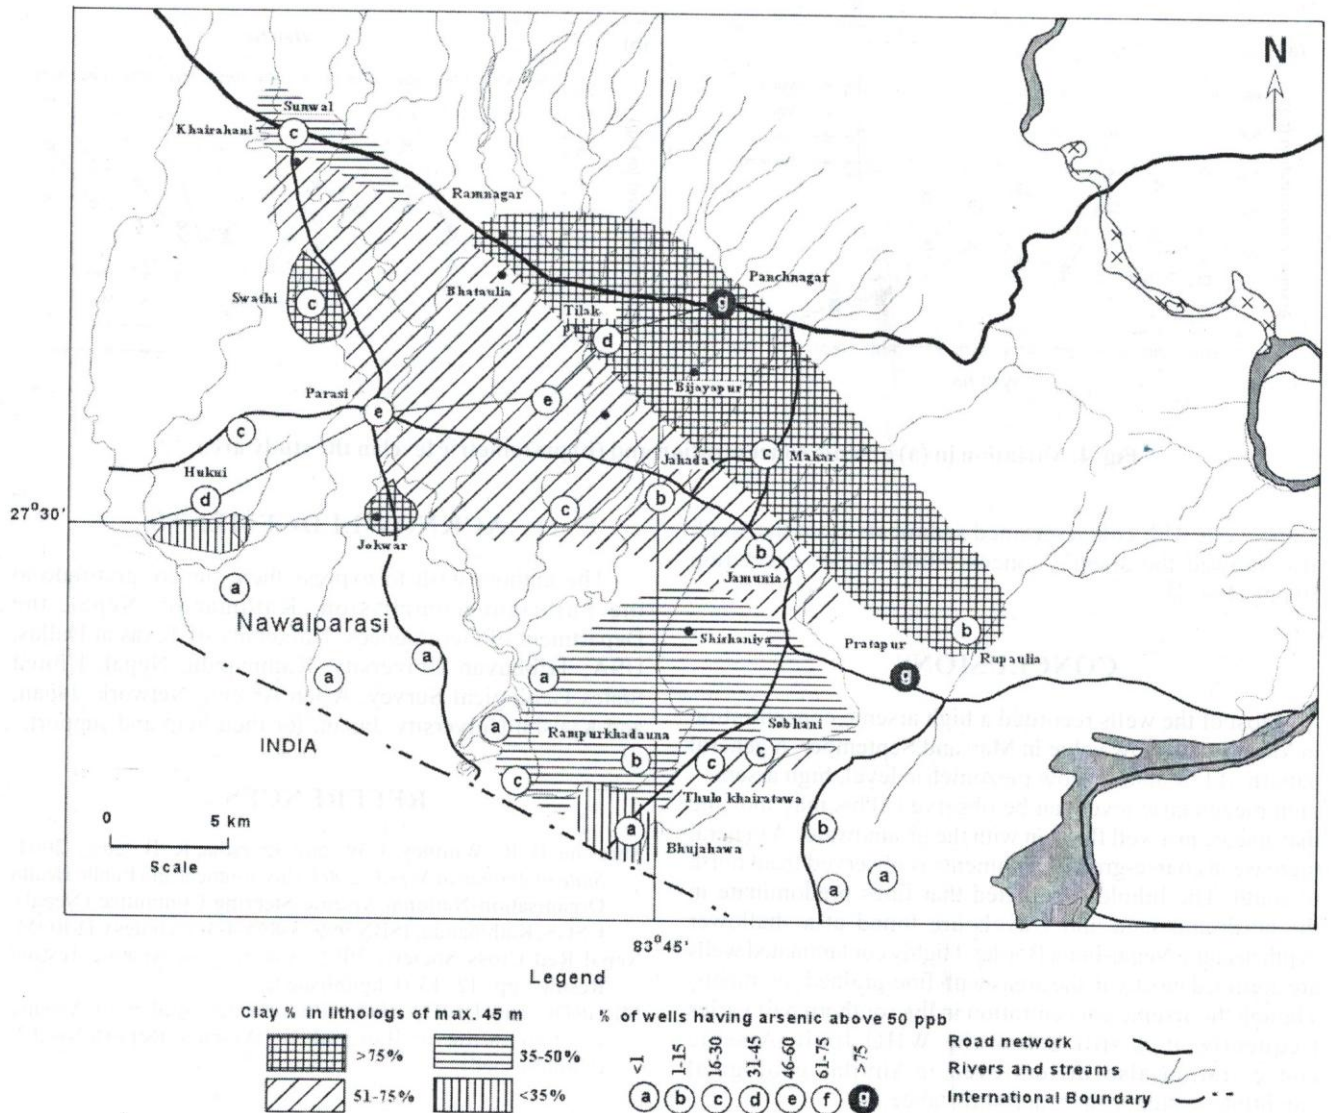 N
Sunwal
Khairahani
c
Ramnagar
Panchnagar
Swathi
c
Bhataulia
g
Tilak-
d
Bijayapur
Parasi
e
e
c
Jahada
c
Makar
Hukui
d
b
c
27°30'
Jokwar
b
Jamunia
a
Nawalparasi
Shishaniya
b
Pratapur
Rupaulia
a
a
a
g
INDIA
a
Rampurkhadauna
Sobhani
c
b
c
c
Thulo khairatawa
0 5 km
Scale
a
Bhujahawa
b
a
a
83°45'
Legend
Clay % in lithologs of max. 45 m
>75%
35-50%
51-75%
<35%
% of wells having arsenic above 50 ppb
<1 1-15 16-30 31-45 46-60 61-75 >75
a b c d e f g
Road network
Rivers and streams
International Boundary